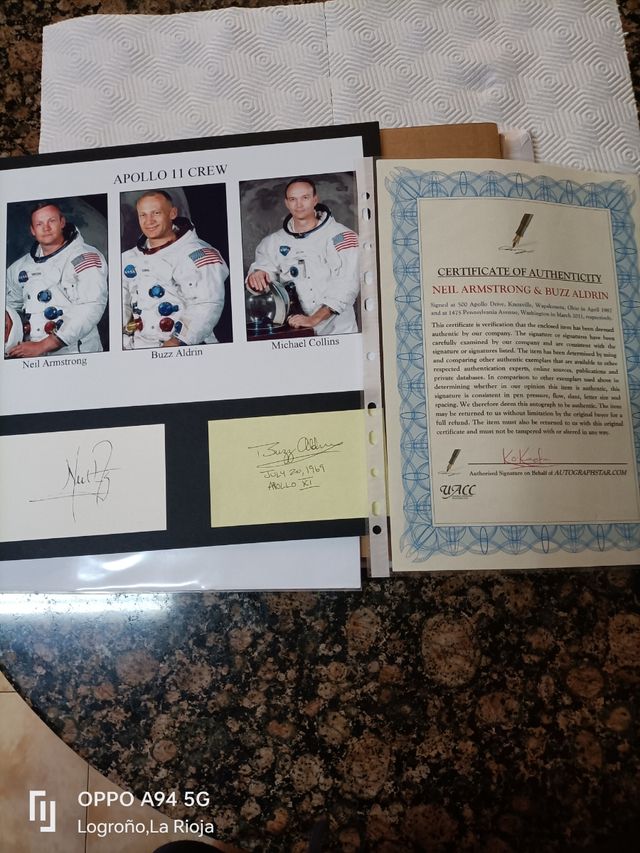 APOLLO 11 CREW
Neil Armstrong
Buzz Aldrin
Michael Collins
Buzz Aldrin
JULY 20, 1969
APOLLO XI
CERTIFICATE OF AUTHENTICITY
NEIL ARMSTRONG & BUZZ ALDRIN
Signed at 500 Apollo Drive, Knoxville, Wapakoneta, Ohio in April 1987
and at 1425 Pennsylvania Avenue, Washington in March 2011, respectively.
This certificate is verification that the enclosed item has been deemed
authentic by our company. The signature or signatures have been
carefully examined by our company and are consistent with the
signature or signatures listed. The item has been determined by using
and comparing other authentic exemplars that are available to other
respected authentication experts, online sources, publications and
private databases. In comparison to other exemplars used above in
determining whether in our opinion this item is authentic, this
signature is consistent in pen pressure, flow, slant, letter size and
spacing. We therefore deem this autograph to be authentic. The item
may be returned to us without limitation by the original buyer for a
full refund. The item must also be returned to us with this original
certificate and must not be tampered with or altered in any way.
Authorised Signature on Behalf of AUTOGRAPHSTAR.COM
UACC
OPPO A94 5G
Logroño,La Rioja